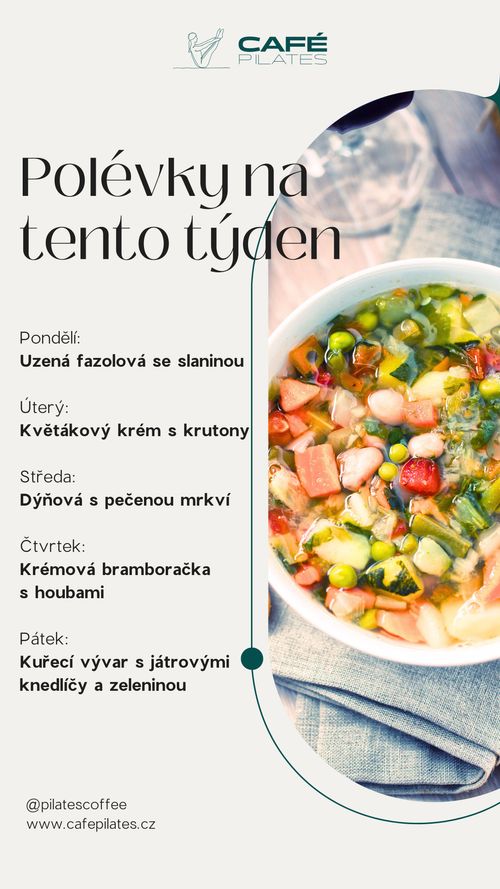 CAFÉ
PILATES
Polévky na
tento týden
Pondělí:
Uzená fazolová se slaninou
Úterý:
Květákový krém s krutony
Středa:
Dýňová s pečenou mrkví
Čtvrtek:
Krémová bramboračka
s houbami
Pátek:
Kuřecí vývar s játrovými
knedlíčy a zeleninou
@pilatescoffee
www.cafepilates.cz